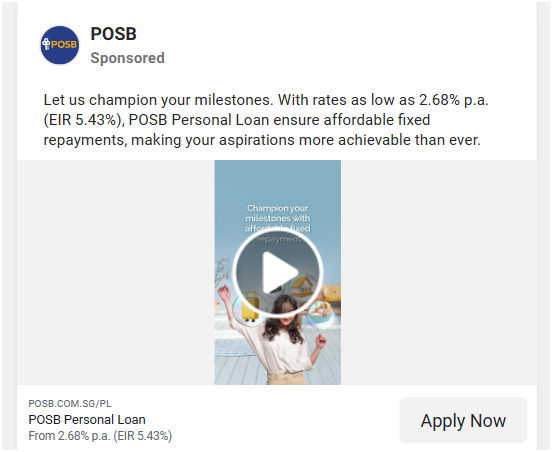 POSB
POSB
Sponsored
Let us champion your milestones. With rates as low as 2.68% p.a.
(EIR 5.43%), POSB Personal Loan ensure affordable fixed
repayments, making your aspirations more achievable than ever.
Champion your
milestones with
affordable fixed
repayment
POSB.COM.SG/PL
POSB Personal Loan
From 2.68% p.a. (EIR 5.43%)
Apply Now